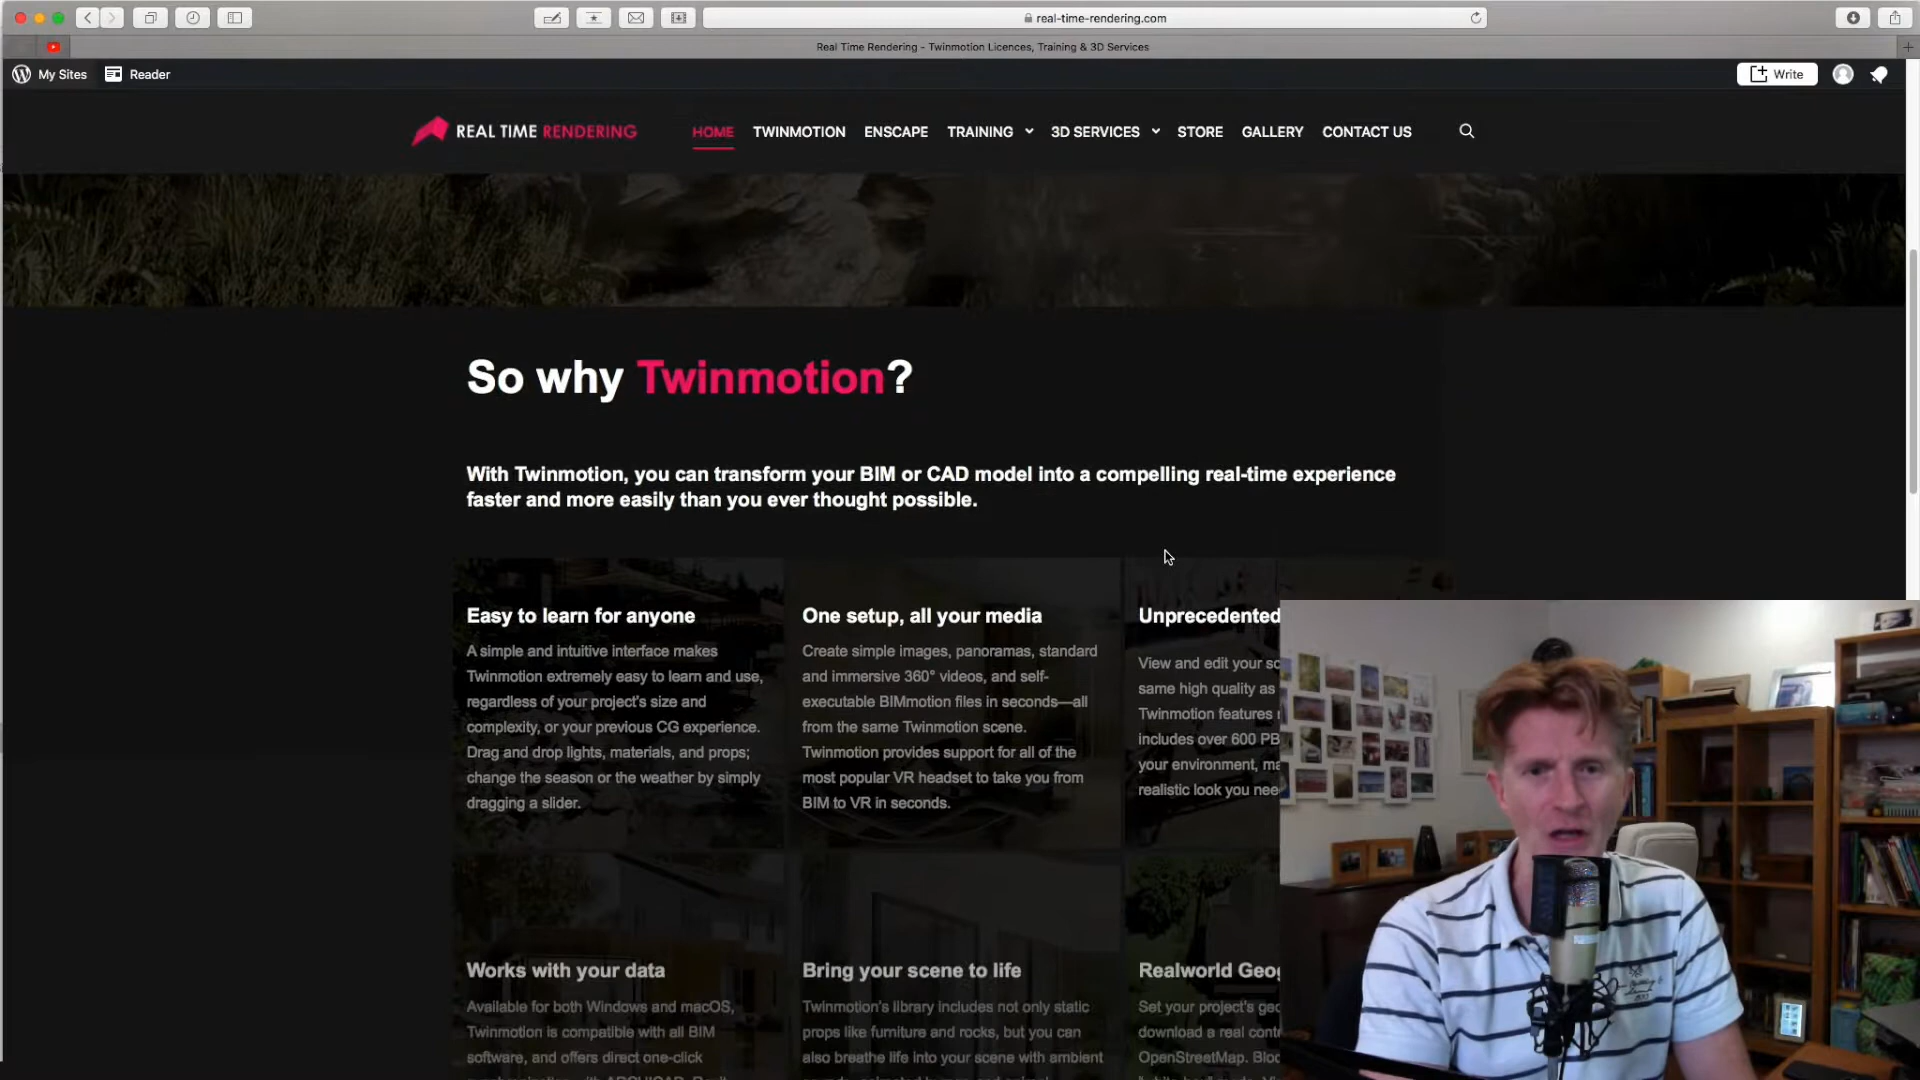 real-time-rendering.com
Real Time Rendering - Twinmotion Licences, Training & 3D Services
My Sites
Reader
Write
REAL TIME RENDERING
HOME
TWINMOTION
ENSCAPE
TRAINING
3D SERVICES
STORE
GALLERY
CONTACT US
So why Twinmotion?
With Twinmotion, you can transform your BIM or CAD model into a compelling real-time experience
faster and more easily than you ever thought possible.
Easy to learn for anyone
A simple and intuitive interface makes
Twinmotion extremely easy to learn and use,
regardless of your project's size and
complexity, or your previous CG experience.
Drag and drop lights, materials, and props;
change the season or the weather by simply
dragging a slider.
One setup, all your media
Create simple images, panoramas, standard
and immersive 360° videos, and self-
executable BIMmotion files in seconds—all
from the same Twinmotion scene.
Twinmotion provides support for all of the
most popular VR headset to take you from
BIM to VR in seconds.
Unprecedented
View and edit your sc
same high quality as
Twinmotion features
includes over 600 PB
your environment, ma
realistic look you nee
Works with your data
Available for both Windows and macOS,
Twinmotion is compatible with all BIM
software, and offers direct one-click
Bring your scene to life
Twinmotion's library includes not only static
props like furniture and rocks, but you can
also breathe life into your scene with ambient
Realworld Geo
Set your project's ge
download a real cont
OpenStreetMap.